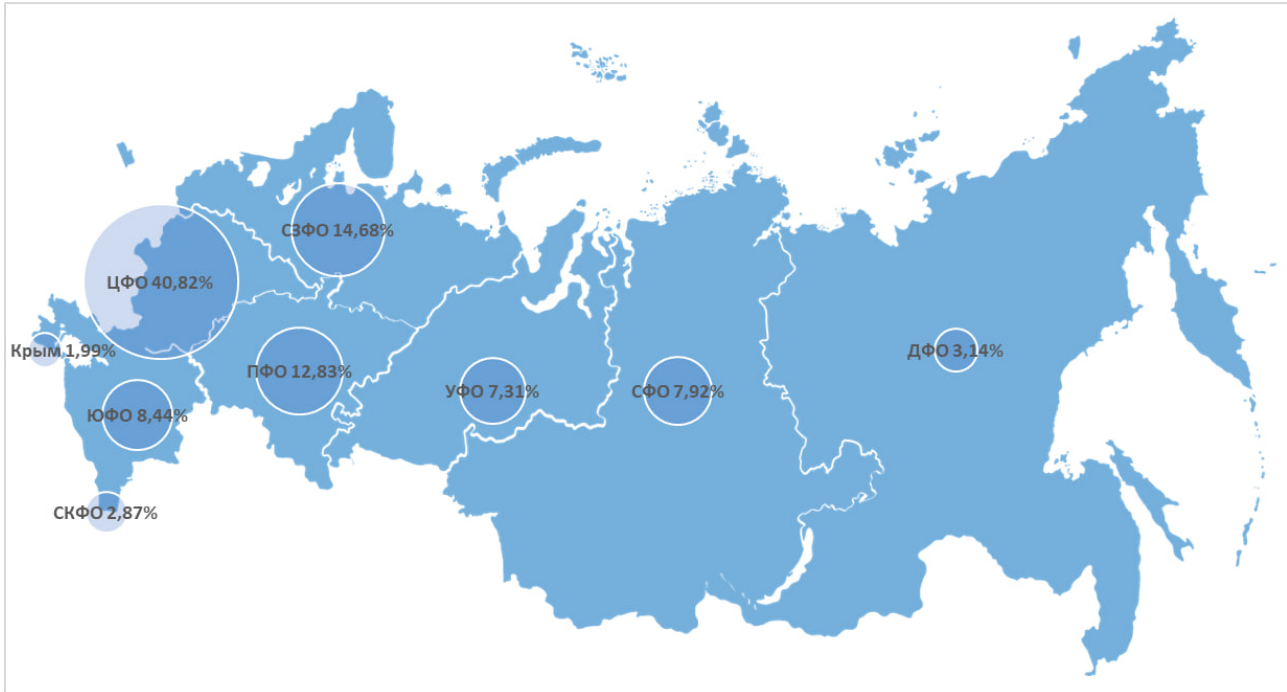 СЗФО 14,68%
ЦФО 40,82%
Крым 1,99%
ПФО 12,83%
ДФО 3,14%
УФО 7,31%
СФО 7,92%
ЮФО 8,44%
СКФО 2,87%